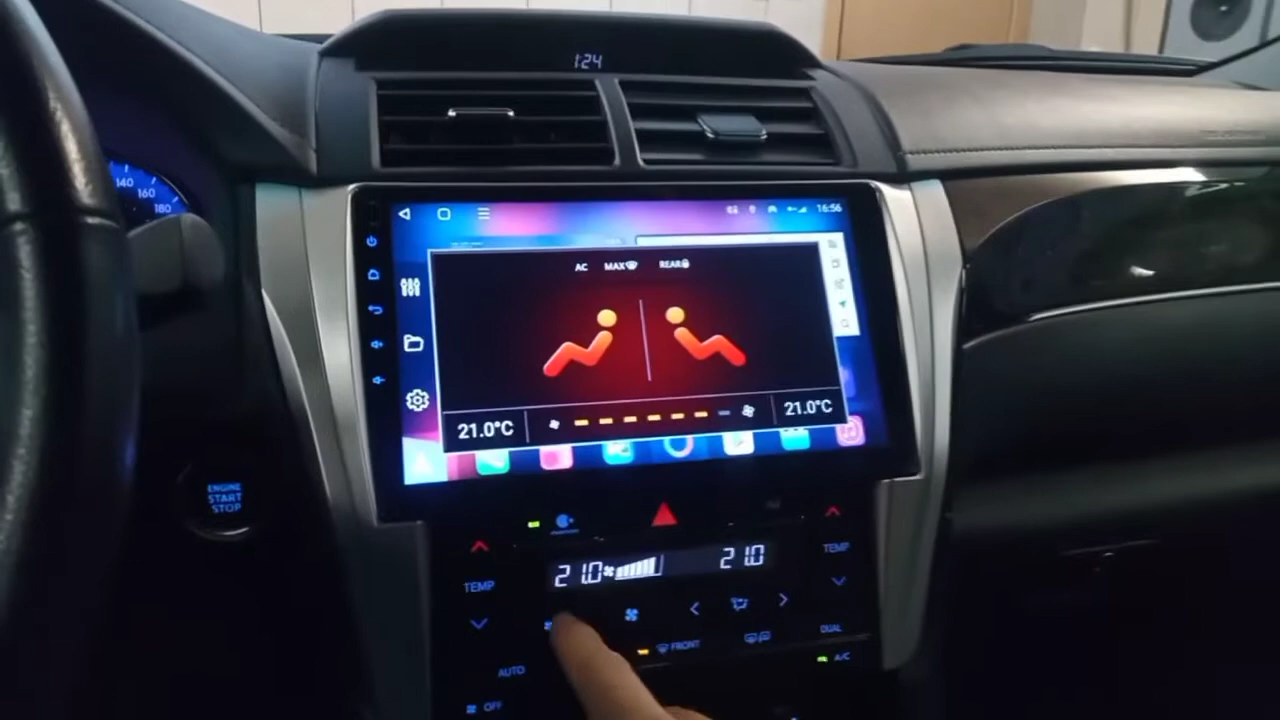 1:24
140
160
180
16:56
AC MAX REAR
21.0°C
21.0°C
ENGINE
START
STOP
TEMP
21.0
21.0
TEMP
FRONT
DUAL
AUTO
A/C
OFF